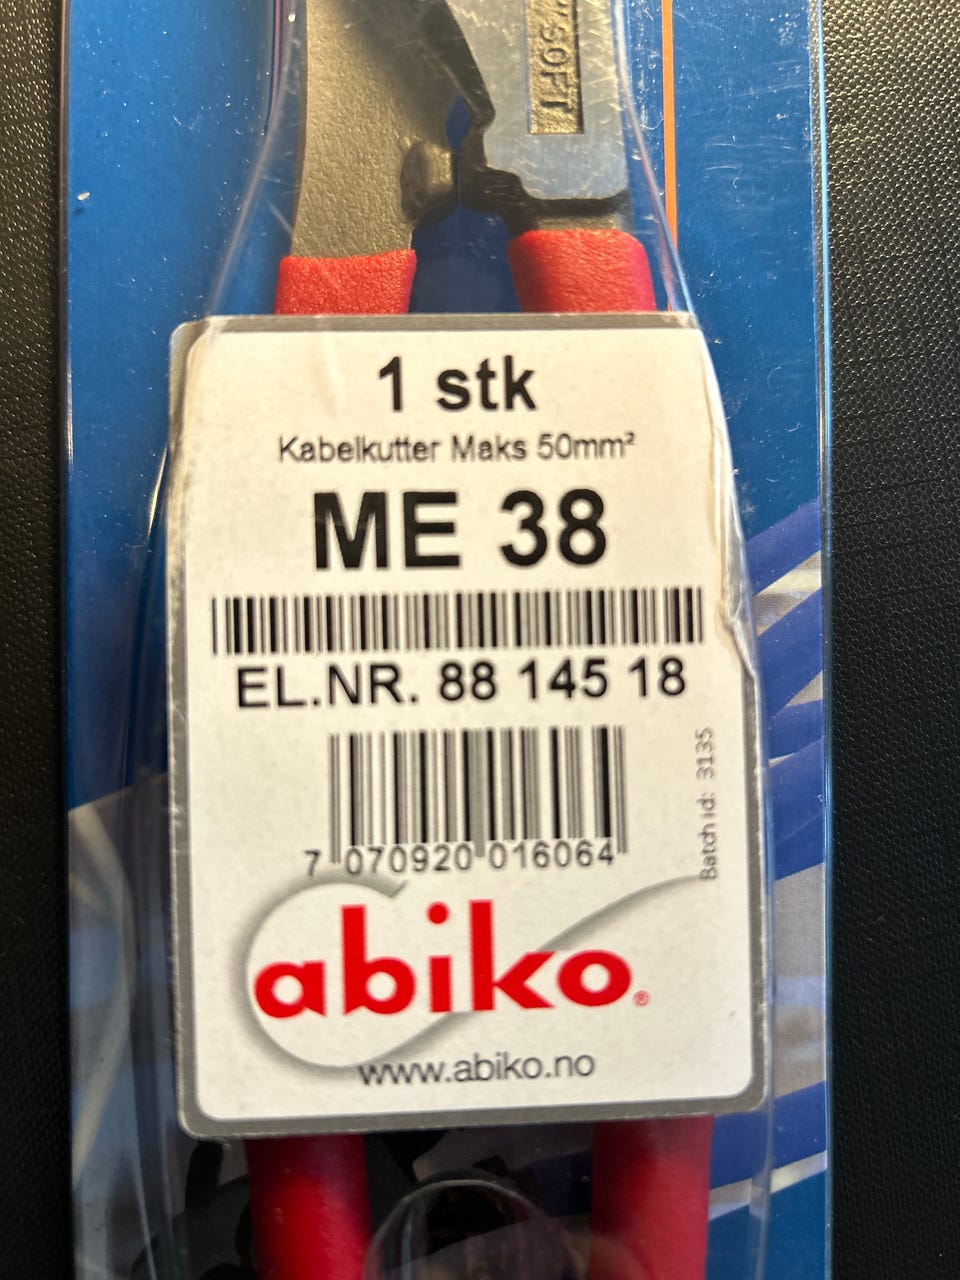 SOFT
1 stk
Kabelkutter Maks 50mm²
ME 38
EL.NR. 88 145 18
Batch id: 3135
7 070920 016064
abiko®
www.abiko.no